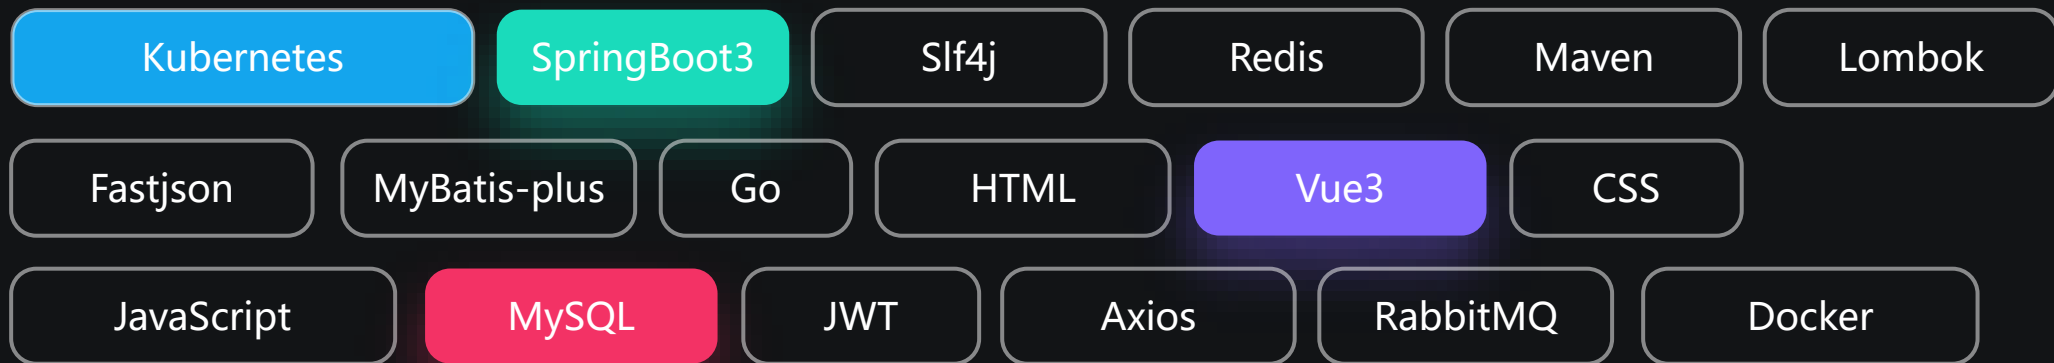 Kubernetes SpringBoot3 Slf4j Redis Maven Lombok
Fastjson MyBatis-plus Go HTML Vue3 CSS
JavaScript MySQL JWT Axios RabbitMQ Docker